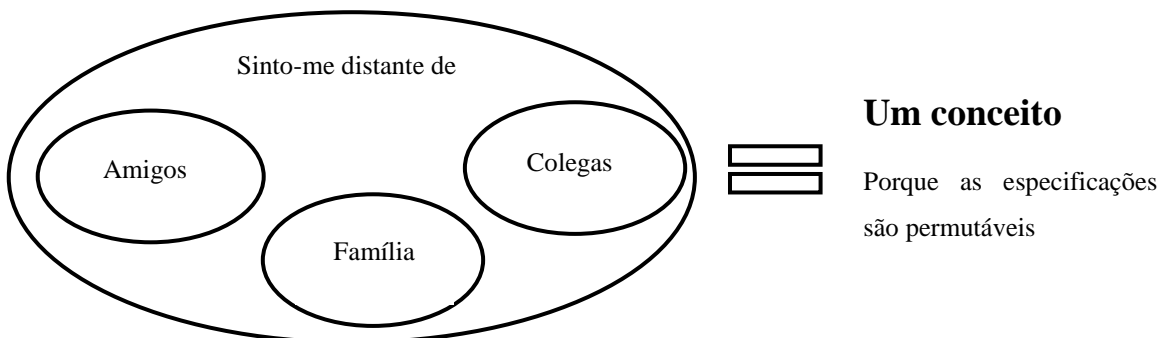 Sinto-me distante de
Amigos
Colegas
Família
Um conceito
Porque as especificações
são permutáveis